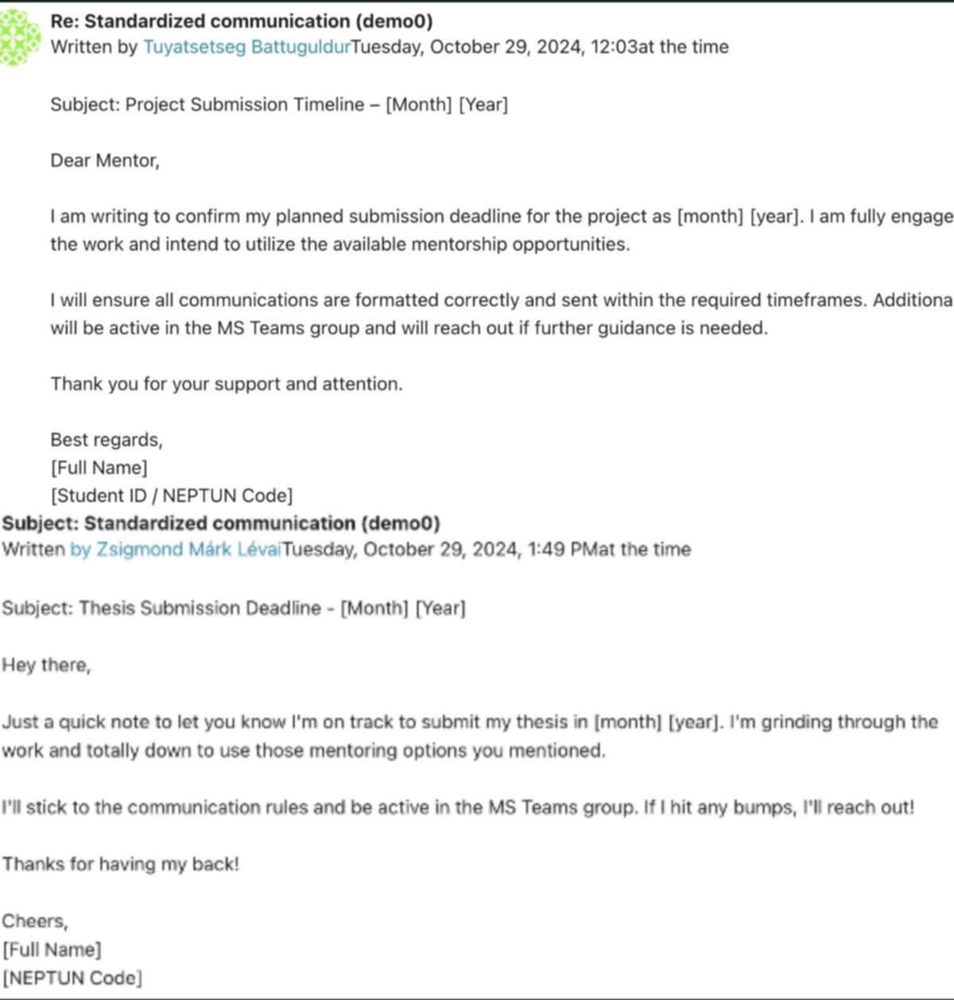 Re: Standardized communication (demo0)
Written by Tuyatsetseg BattuguldurTuesday, October 29, 2024, 12:03at the time
Subject: Project Submission Timeline – [Month] [Year]
Dear Mentor,
I am writing to confirm my planned submission deadline for the project as [month] [year]. I am fully engage
the work and intend to utilize the available mentorship opportunities.
I will ensure all communications are formatted correctly and sent within the required timeframes. Additiona
will be active in the MS Teams group and will reach out if further guidance is needed.
Thank you for your support and attention.
Best regards,
[Full Name]
[Student ID / NEPTUN Code]
Subject: Standardized communication (demo0)
Written by Zsigmond Márk LévaiTuesday, October 29, 2024, 1:49 PMat the time
Subject: Thesis Submission Deadline - [Month] [Year]
Hey there,
Just a quick note to let you know I'm on track to submit my thesis in [month] [year]. I'm grinding through the
work and totally down to use those mentoring options you mentioned.
I'll stick to the communication rules and be active in the MS Teams group. If I hit any bumps, I'll reach out!
Thanks for having my back!
Cheers,
[Full Name]
[NEPTUN Code]